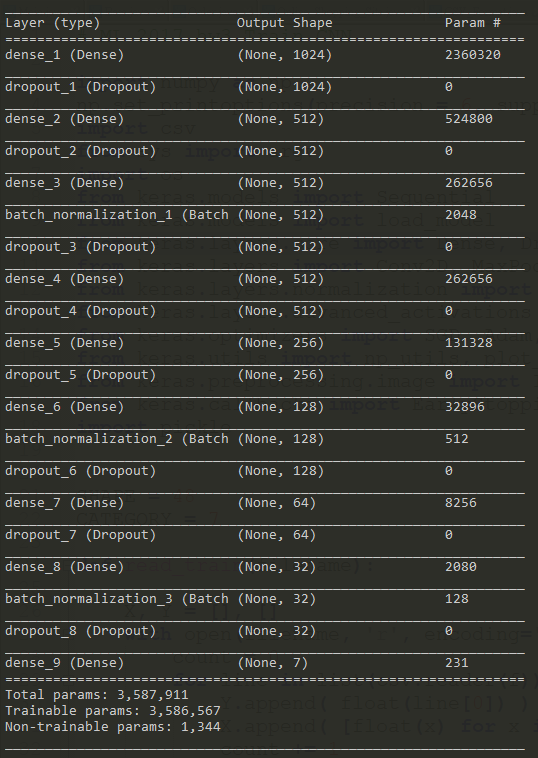 Layer (type) Output Shape Param #
dense_1 (Dense) (None, 1024) 2360320
dropout_1 (Dropout) (None, 1024) 0
dense_2 (Dense) (None, 512) 524800
dropout_2 (Dropout) (None, 512) 0
dense_3 (Dense) (None, 512) 262656
batch_normalization_1 (Batch (None, 512) 2048
dropout_3 (Dropout) (None, 512) 0
dense_4 (Dense) (None, 512) 262656
dropout_4 (Dropout) (None, 512) 0
dense_5 (Dense) (None, 256) 131328
dropout_5 (Dropout) (None, 256) 0
dense_6 (Dense) (None, 128) 32896
batch_normalization_2 (Batch (None, 128) 512
dropout_6 (Dropout) (None, 128) 0
dense_7 (Dense) (None, 64) 8256
dropout_7 (Dropout) (None, 64) 0
dense_8 (Dense) (None, 32) 2080
batch_normalization_3 (Batch (None, 32) 128
dropout_8 (Dropout) (None, 32) 0
dense_9 (Dense) (None, 7) 231
Total params: 3,587,911
Trainable params: 3,586,567
Non-trainable params: 1,344